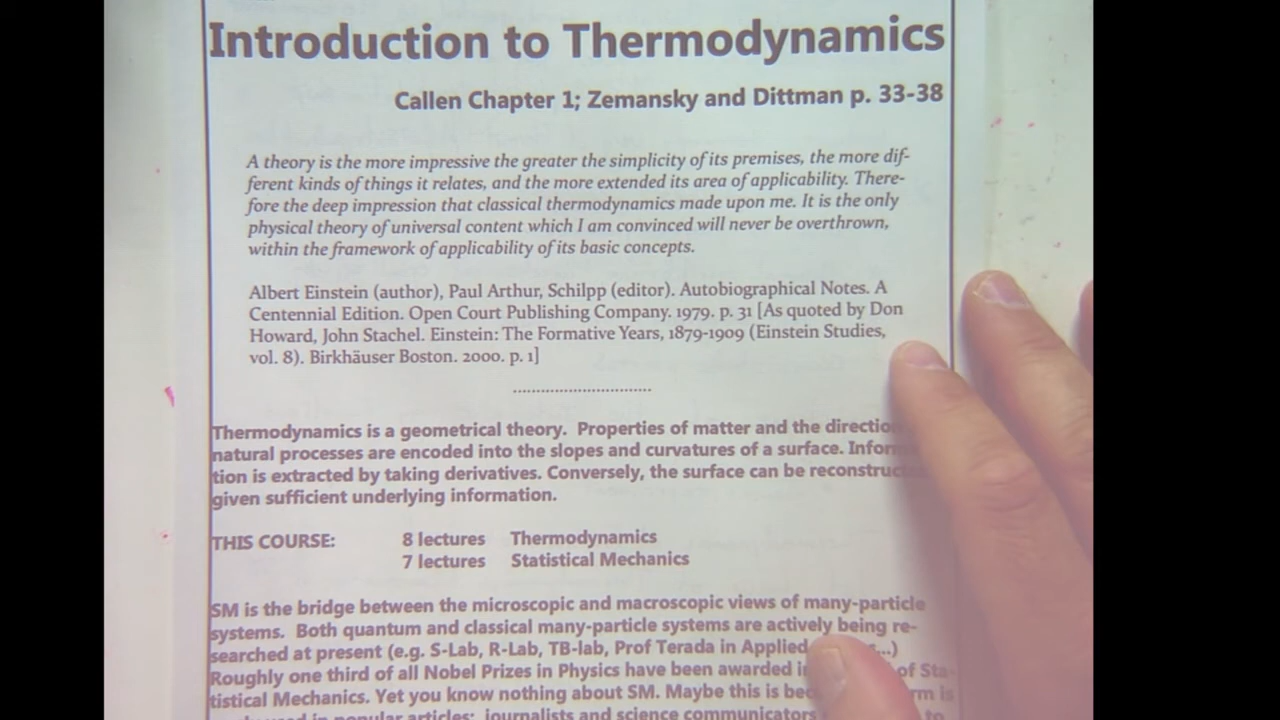 Introduction to Thermodynamics
Callen Chapter 1; Zemansky and Dittman p. 33-38
A theory is the more impressive the greater the simplicity of its premises, the more dif-
ferent kinds of things it relates, and the more extended its area of applicability. There-
fore the deep impression that classical thermodynamics made upon me. It is the only
physical theory of universal content which I am convinced will never be overthrown,
within the framework of applicability of its basic concepts.
Albert Einstein (author), Paul Arthur, Schilpp (editor). Autobiographical Notes. A
Centennial Edition. Open Court Publishing Company. 1979. p. 31 [As quoted by Don
Howard, John Stachel. Einstein: The Formative Years, 1879-1909 (Einstein Studies,
vol. 8). Birkhäuser Boston. 2000. p. 1]
..............................
Thermodynamics is a geometrical theory. Properties of matter and the
natural processes are encoded into the slopes and curvatures of a surface.
tion is extracted by taking derivatives. Conversely, the surface can be
given sufficient underlying information.
THIS COURSE: 8 lectures Thermodynamics
7 lectures Statistical Mechanics
SM is the bridge between the microscopic and macroscopic views of many-particle
systems. Both quantum and classical many-particle systems are actively being re-
searched at present (e.g. S-Lab, R-Lab, TB-lab, Prof Terada in Applied ...)
Roughly one third of all Nobel Prizes in Physics have been awarded of Sta-
tistical Mechanics. Yet you know nothing about SM. Maybe this is is
in popular articles; journalists and science communicators to